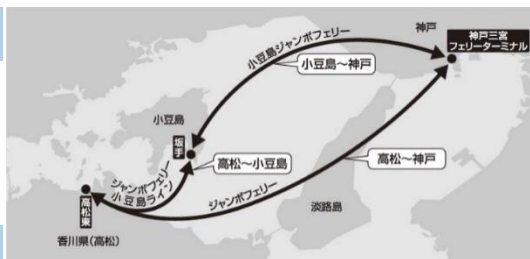 神戸
神戸三宮
フェリーターミナル
小豆島ジャンボフェリー
小豆島～神戸
小豆島
坂手
高松～小豆島
ジャンボフェリー
小豆島ライン
高松～神戸
ジャンボフェリー
高松東
淡路島
香川県(高松)